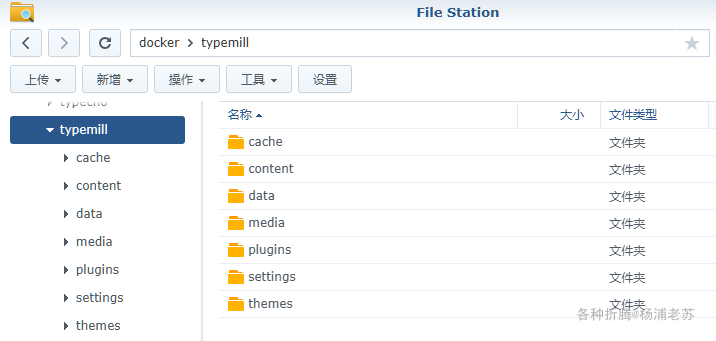 File Station
docker > typemill
上传 新增 操作 工具 设置
typecho
typemill
cache
content
data
media
plugins
settings
themes
名称 大小 文件类型
cache 文件夹
content 文件夹
data 文件夹
media 文件夹
plugins 文件夹
settings 文件夹
themes 文件夹
各种折腾@杨浦老苏